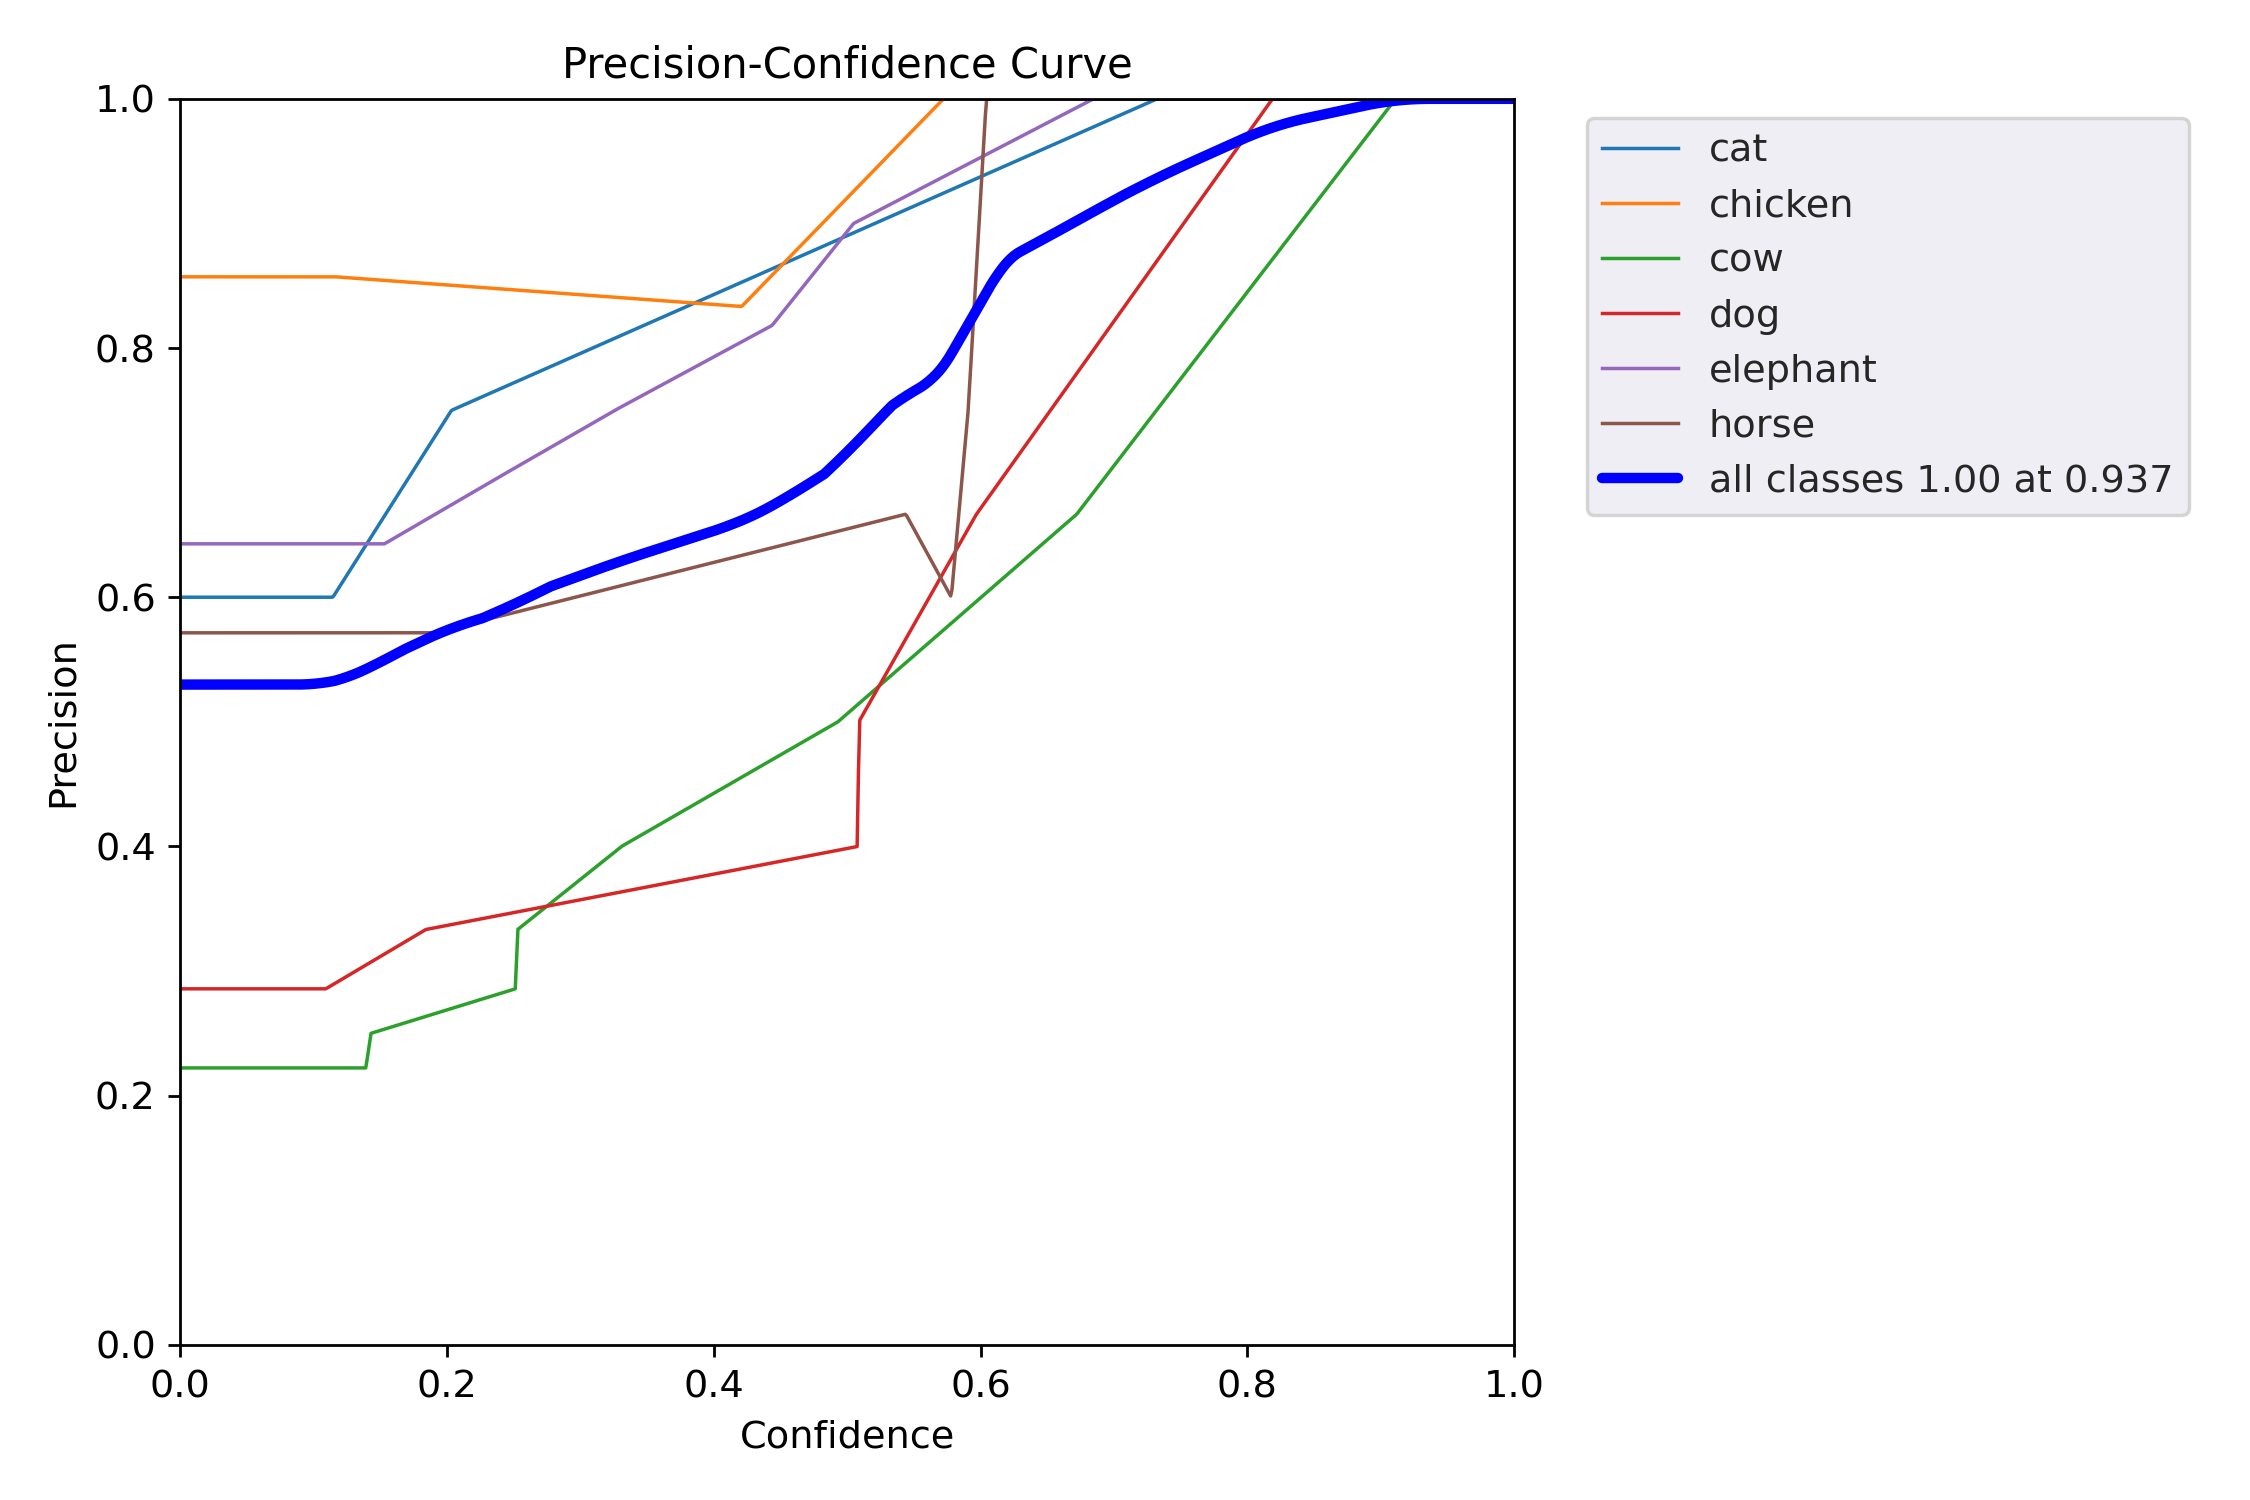 Precision-Confidence Curve
1.0
0.8
0.6
0.4
0.2
0.0
Precision
0.0 0.2 0.4 0.6 0.8 1.0
Confidence
cat
chicken
cow
dog
elephant
horse
all classes 1.00 at 0.937